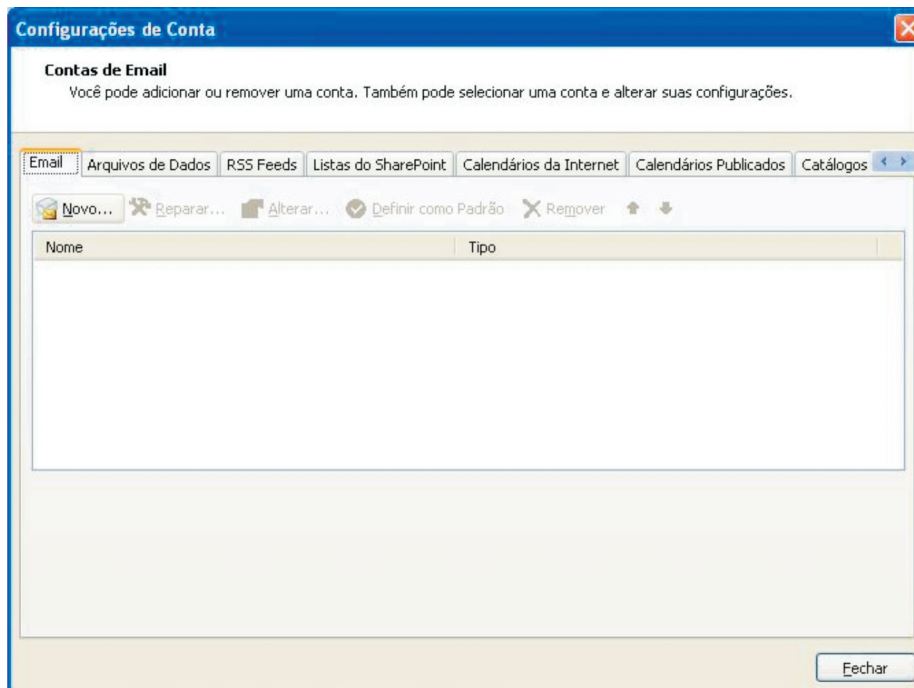 Configurações de Conta
Contas de Email
Você pode adicionar ou remover uma conta. Também pode selecionar uma conta e alterar suas configurações.
Email Arquivos de Dados RSS Feeds Listas do SharePoint Calendários da Internet Calendários Publicados Catálogos
Novo... Reparar... Alterar... Definir como Padrão Remover
Nome Tipo
Fechar